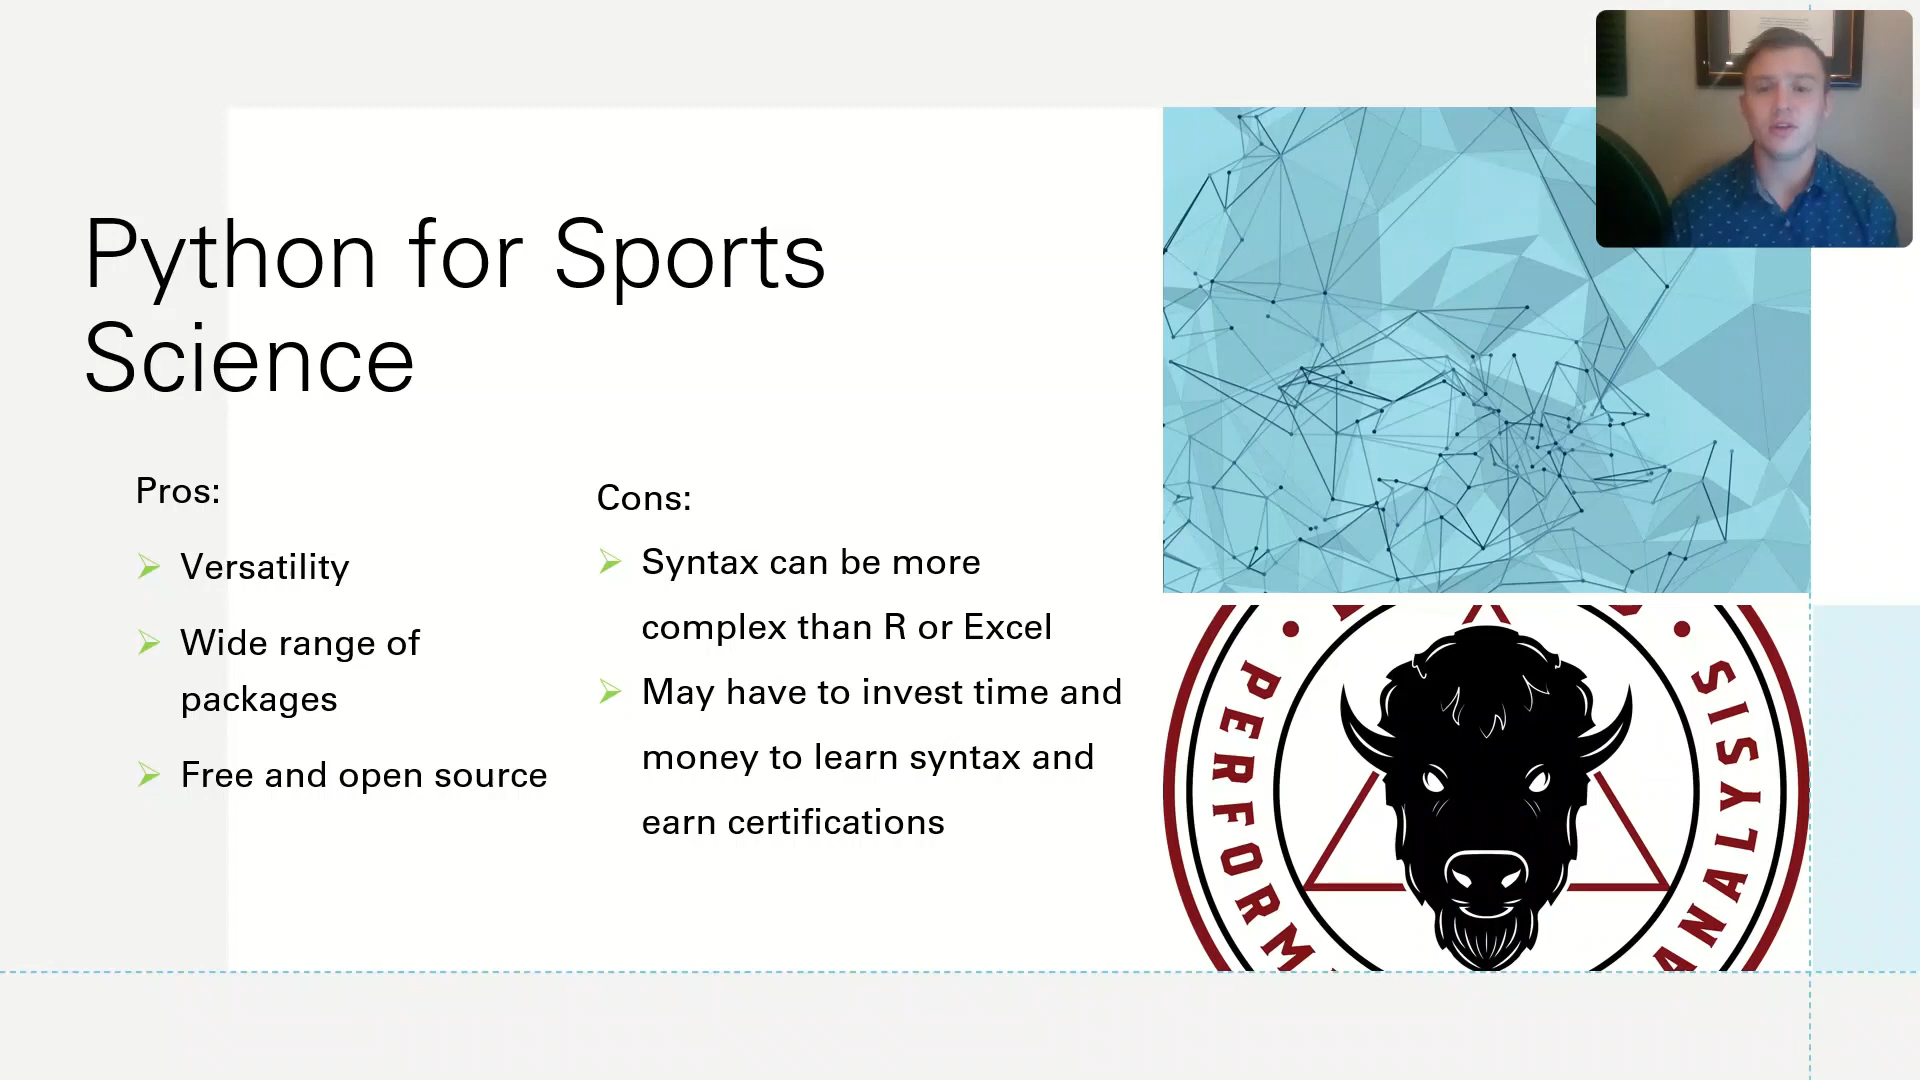 Python for Sports
Science
Pros:
Versatility
Wide range of
packages
Free and open source
Cons:
Syntax can be more
complex than R or Excel
May have to invest time and
money to learn syntax and
earn certifications
PERFORM
ANALYSIS